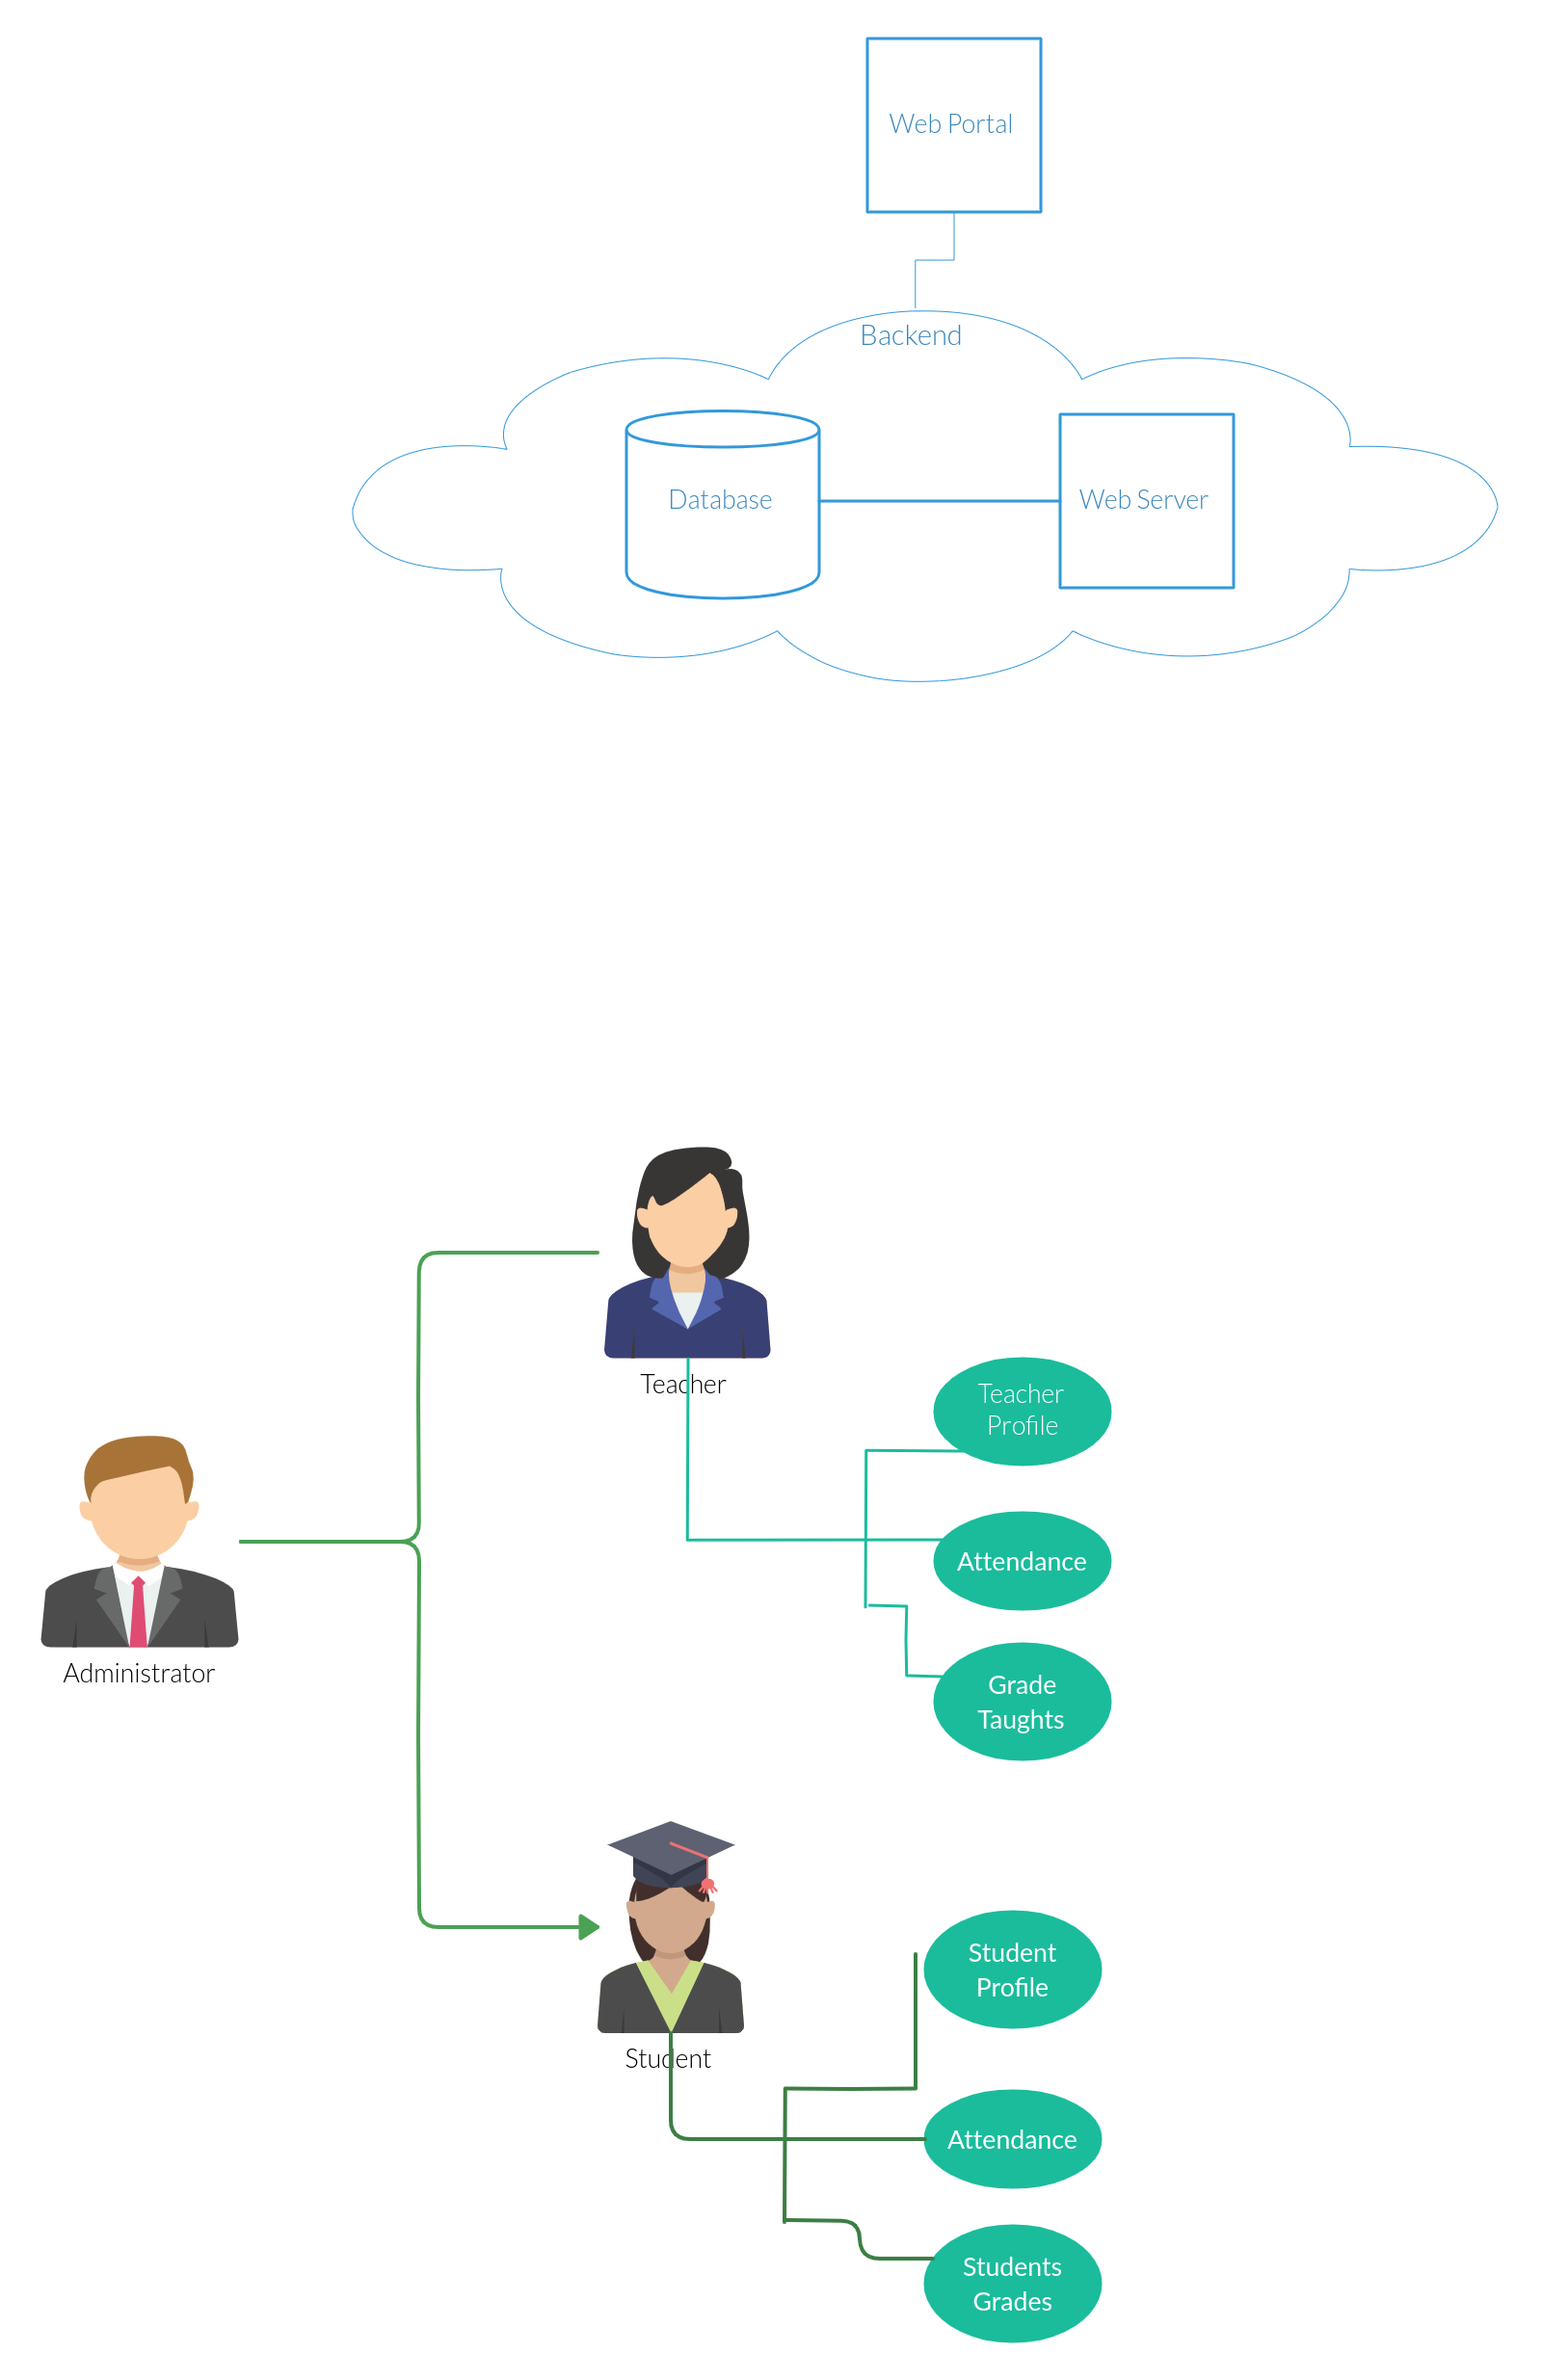 Web Portal
Backend
Database
Web Server
Teacher
Teacher
Profile
Attendance
Administrator
Grade
Taughts
Student
Profile
Student
Attendance
Students
Grades